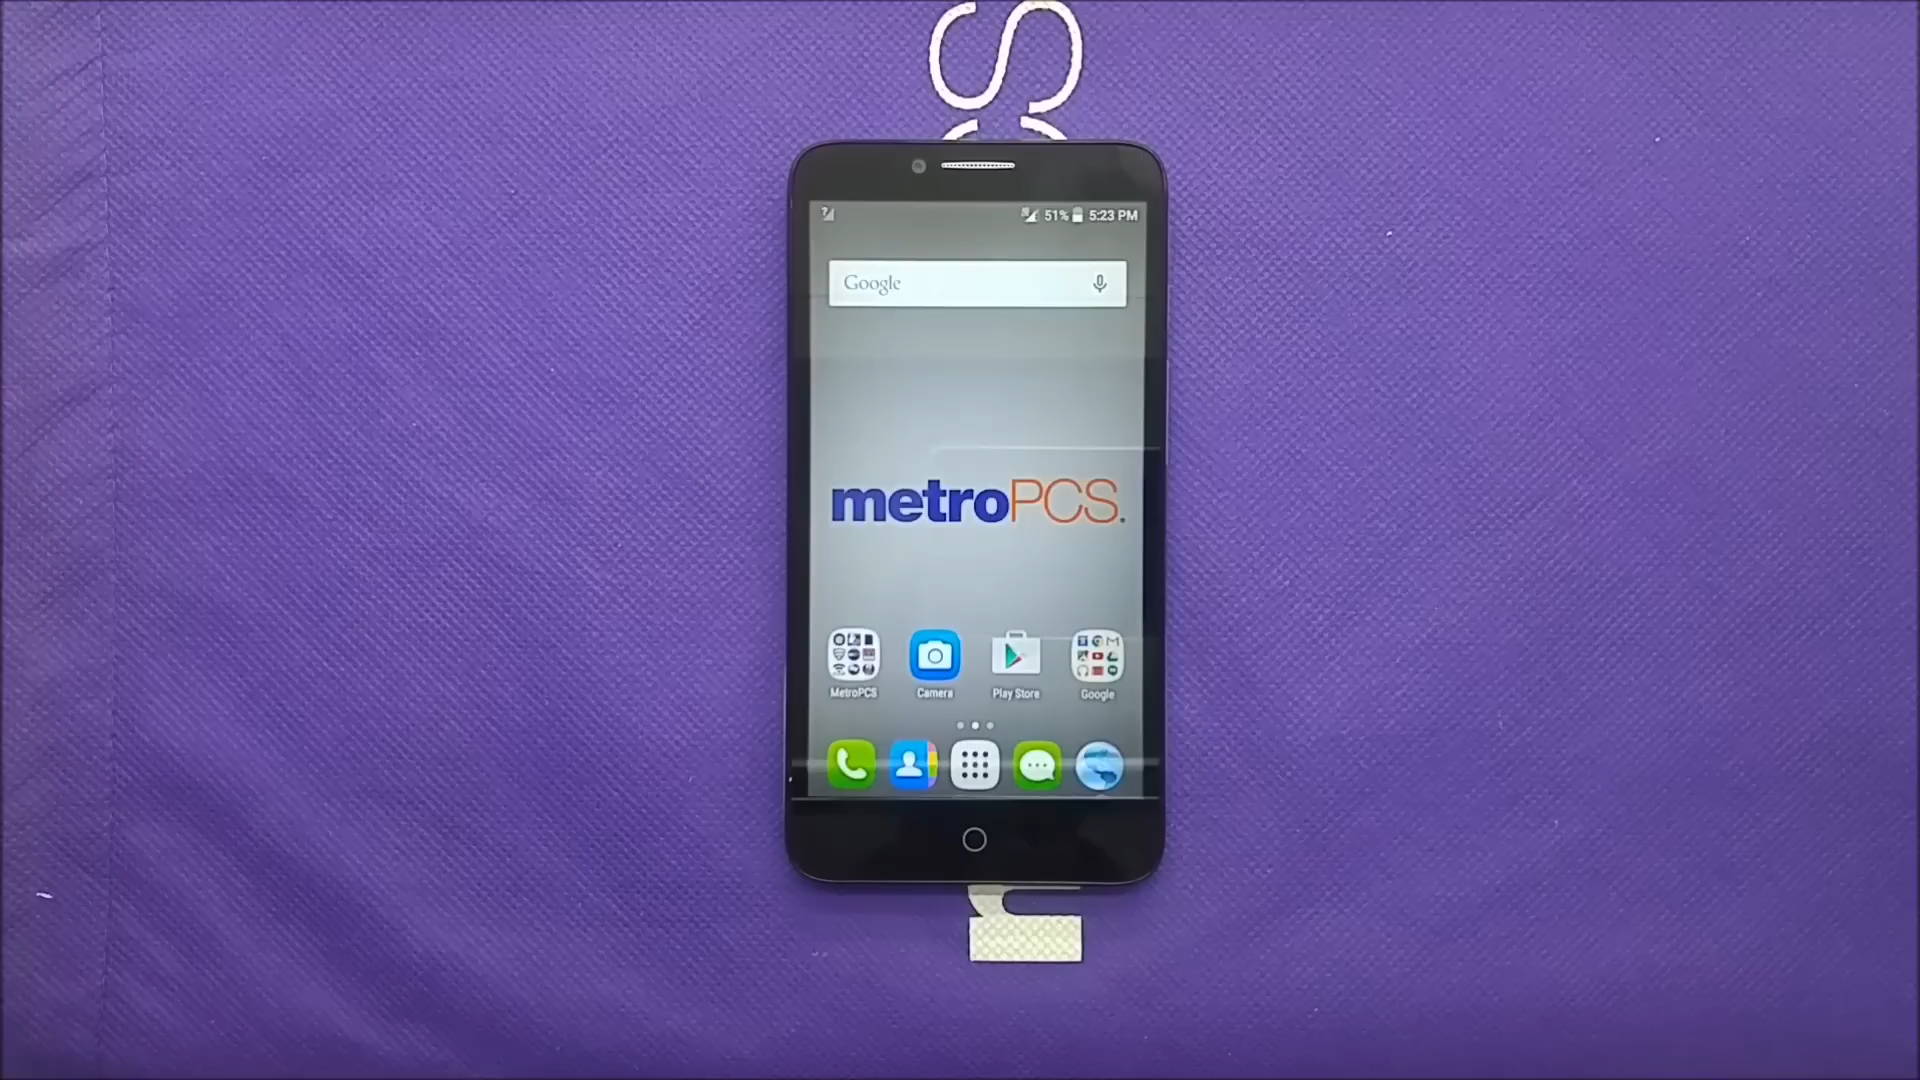 S
51% 5:23 PM
Google
metroPCS.
MetroPCS Camera Play Store Google